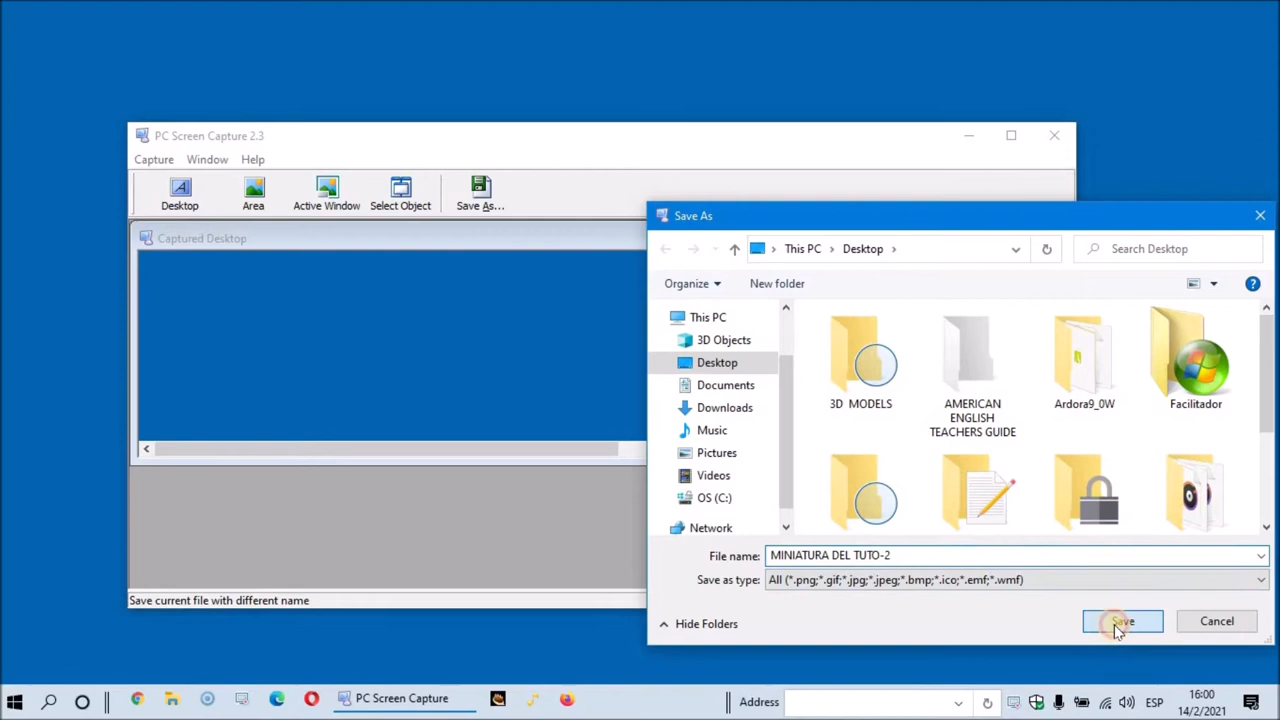 PC Screen Capture 2.3
Capture Window Help
Desktop Area Active Window Select Object Save As...
Captured Desktop
Save current file with different name
Save As
This PC Desktop Search Desktop
Organize New folder
This PC
3D Objects
Desktop
Documents
Downloads
Music
Pictures
Videos
OS (C:)
Network
3D MODELS
AMERICAN
ENGLISH
TEACHERS GUIDE
Ardora9_0W
Facilitador
File name: MINIATURA DEL TUTO-2
Save as type: All (*.png;*.gif;*.jpg;*.jpeg;*.bmp;*.ico;*.emf;*.wmf)
Hide Folders Save Cancel
PC Screen Capture Address ESP 16:00
14/2/2021